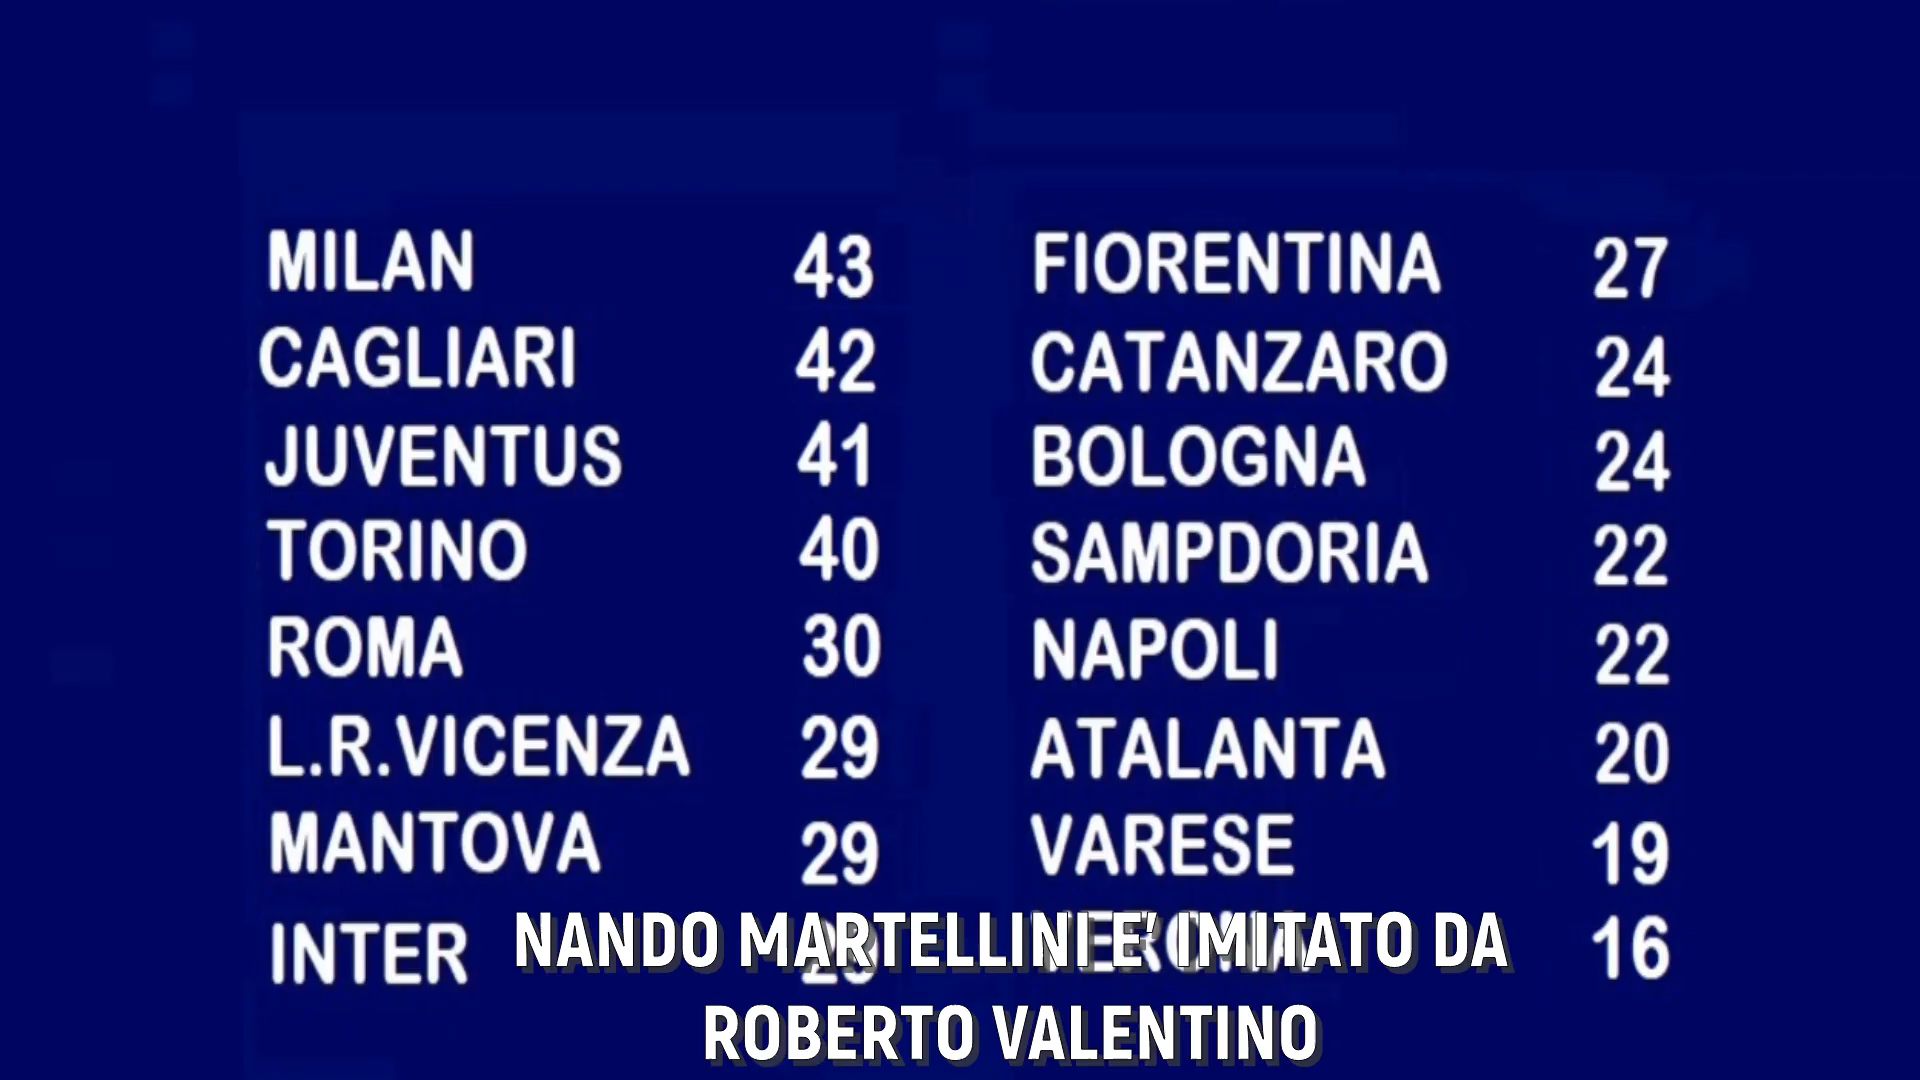 MILAN 43
CAGLIARI 42
JUVENTUS 41
TORINO 40
ROMA 30
L.R.VICENZA 29
MANTOVA 29
INTER
FIORENTINA 27
CATANZARO 24
BOLOGNA 24
SAMPDORIA 22
NAPOLI 22
ATALANTA 20
VARESE 19
VERONA 16
NANDO MARTELLINI E' IMITATO DA
ROBERTO VALENTINO